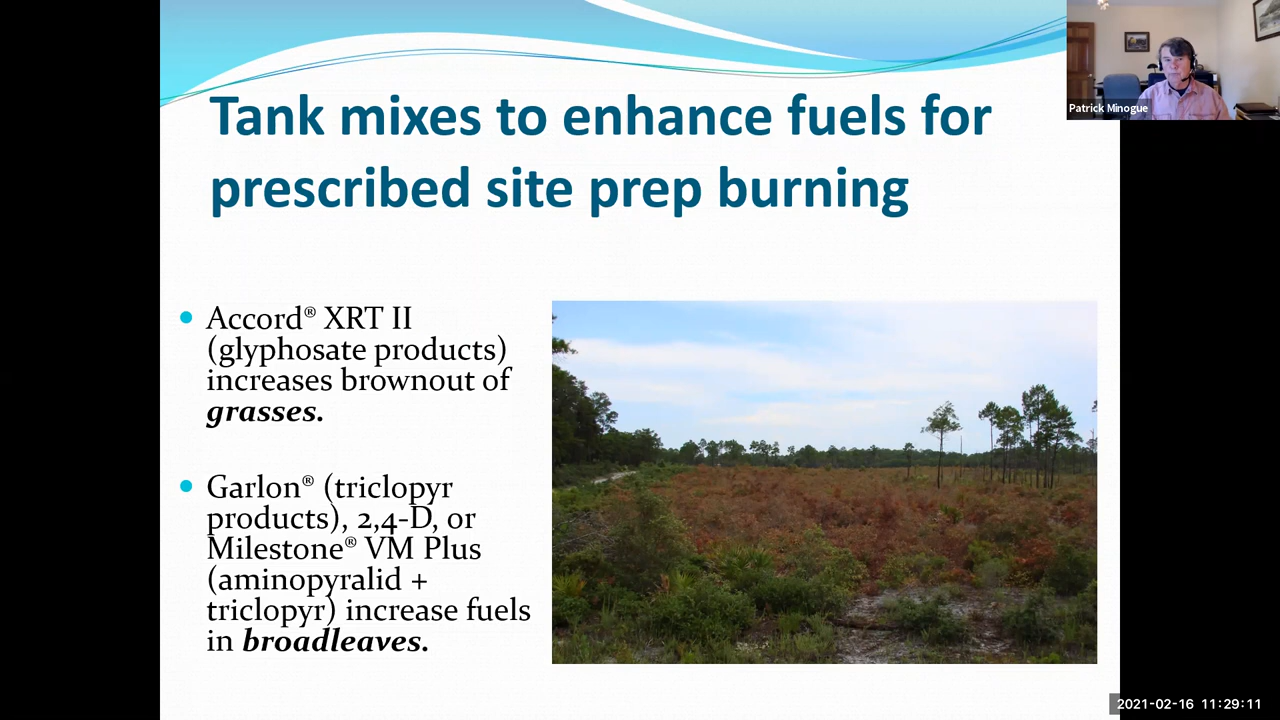 Tank mixes to enhance fuels for
prescribed site prep burning
Patrick Minogue
Accord® XRT II
(glyphosate products)
increases brownout of
grasses.
Garlon® (triclopyr
products), 2,4-D, or
Milestone® VM Plus
(aminopyralid +
triclopyr) increase fuels
in broadleaves.
2021-02-16 11:29:11